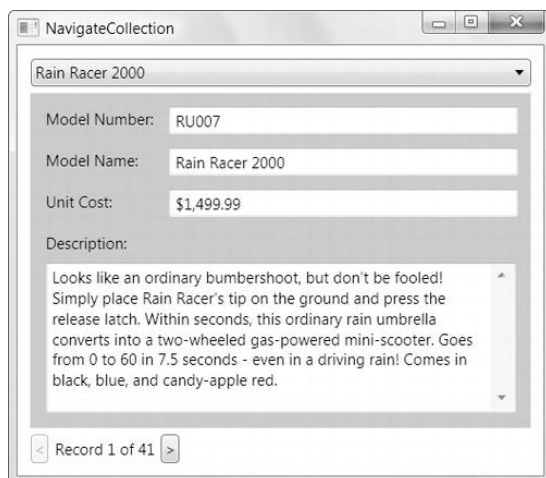 NavigateCollection
Rain Racer 2000
Model Number: RU007
Model Name: Rain Racer 2000
Unit Cost: $1,499.99
Description:
Looks like an ordinary bumbershoot, but don't be fooled!
Simply place Rain Racer's tip on the ground and press the
release latch. Within seconds, this ordinary rain umbrella
converts into a two-wheeled gas-powered mini-scooter. Goes
from 0 to 60 in 7.5 seconds - even in a driving rain! Comes in
black, blue, and candy-apple red.
< Record 1 of 41 >